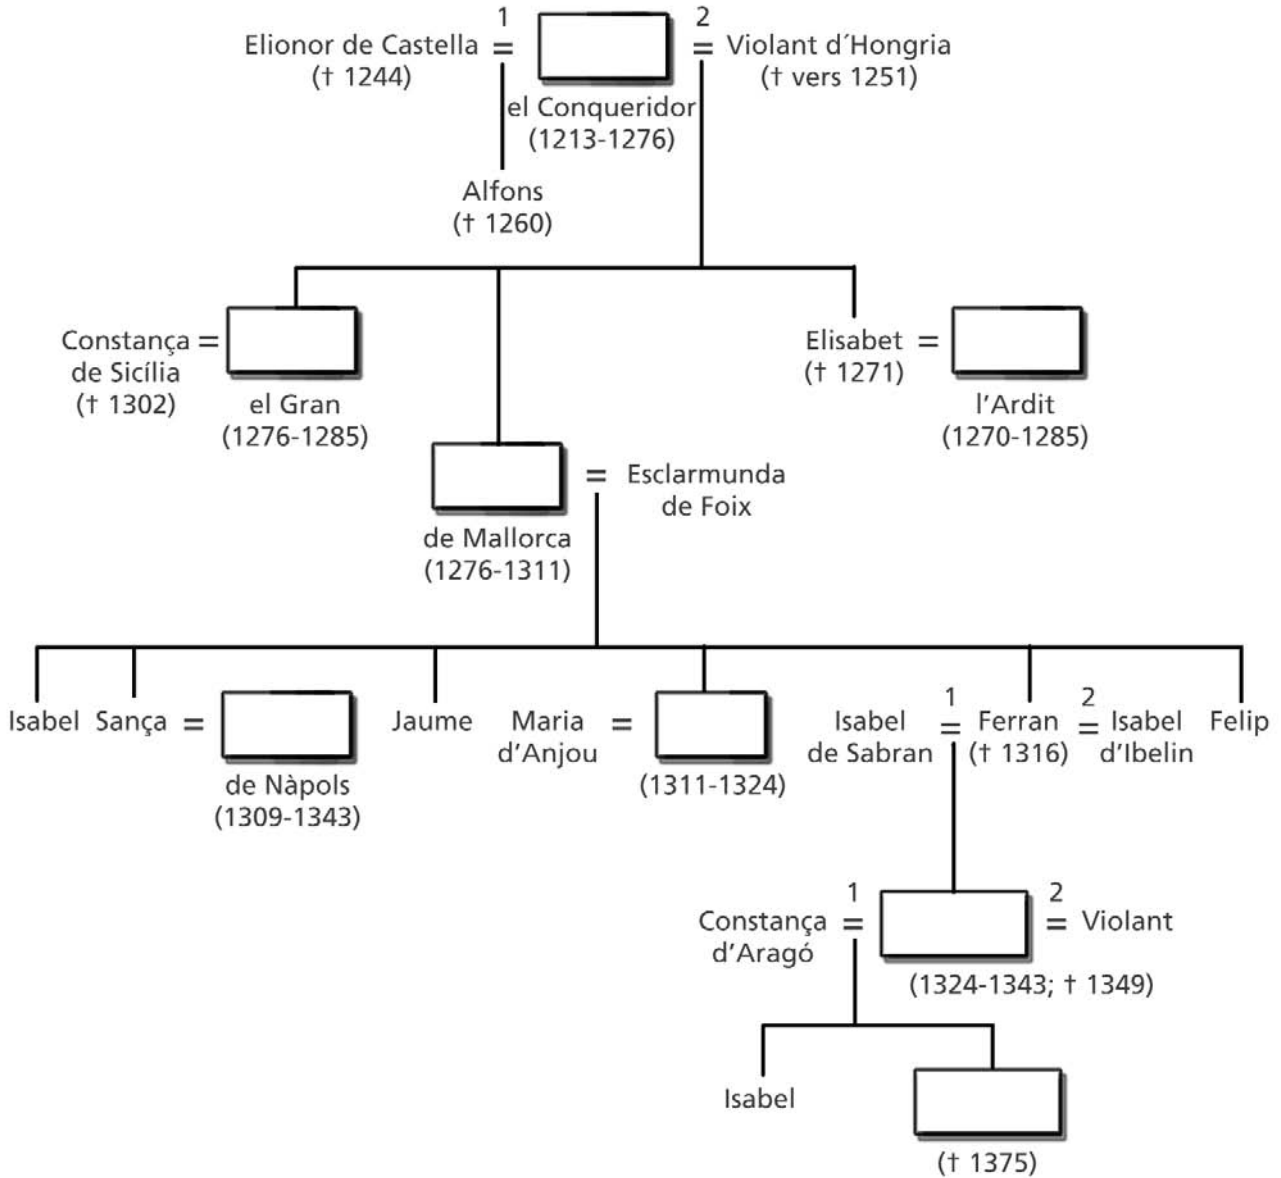 1
2
Elionor de Castella =
= Violant d´Hongria
(† 1244)
(† vers 1251)
el Conqueridor
(1213-1276)
Alfons
(† 1260)
Constança =
de Sicília
(† 1302)
el Gran
(1276-1285)
Elisabet =
(† 1271)
l'Ardit
(1270-1285)
= Esclarmunda
de Foix
de Mallorca
(1276-1311)
Isabel
Sança =
de Nàpols
(1309-1343)
Jaume
Maria =
d'Anjou
(1311-1324)
Isabel
de Sabran
1
=
Ferran
(† 1316)
2
=
Isabel
d'Ibelin
Felip
Constança
d'Aragó
1
=
2
= Violant
(1324-1343; † 1349)
Isabel
(† 1375)